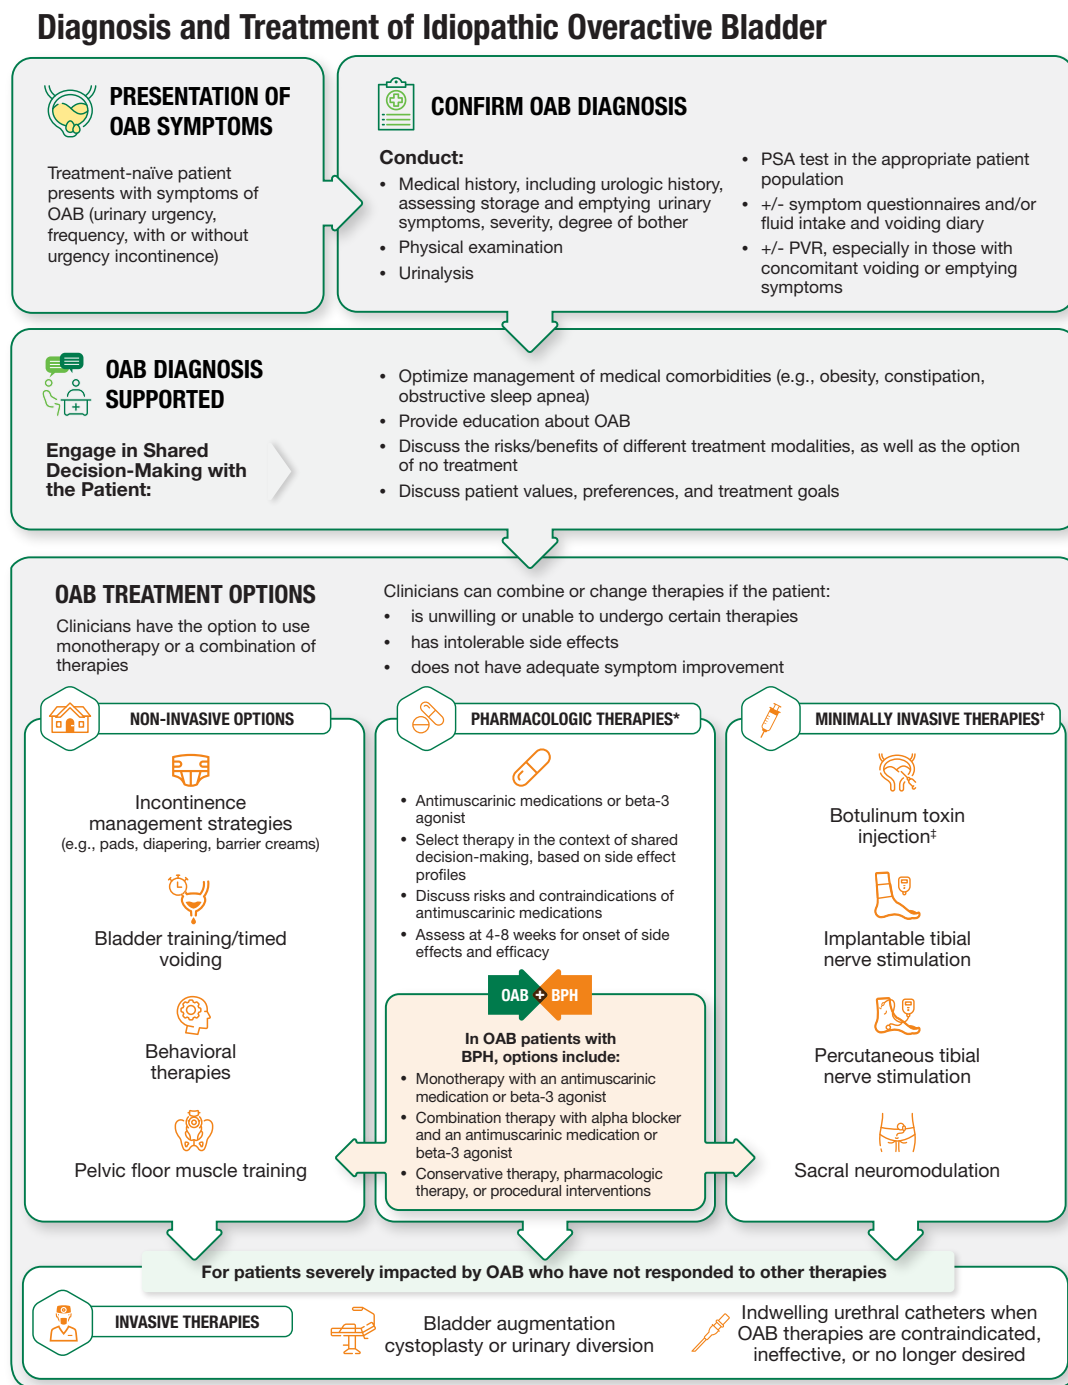 Diagnosis and Treatment of Idiopathic Overactive Bladder
PRESENTATION OF
OAB SYMPTOMS
Treatment-naïve patient
presents with symptoms of
OAB (urinary urgency,
frequency, with or without
urgency incontinence)
CONFIRM OAB DIAGNOSIS
Conduct:
• Medical history, including urologic history,
assessing storage and emptying urinary
symptoms, severity, degree of bother
• Physical examination
• Urinalysis
• PSA test in the appropriate patient
population
• +/- symptom questionnaires and/or
fluid intake and voiding diary
• +/- PVR, especially in those with
concomitant voiding or emptying
symptoms
OAB DIAGNOSIS
SUPPORTED
Engage in Shared
Decision-Making with
the Patient:
• Optimize management of medical comorbidities (e.g., obesity, constipation,
obstructive sleep apnea)
• Provide education about OAB
• Discuss the risks/benefits of different treatment modalities, as well as the option
of no treatment
• Discuss patient values, preferences, and treatment goals
OAB TREATMENT OPTIONS
Clinicians have the option to use
monotherapy or a combination of
therapies
Clinicians can combine or change therapies if the patient:
• is unwilling or unable to undergo certain therapies
• has intolerable side effects
• does not have adequate symptom improvement
NON-INVASIVE OPTIONS
Incontinence
management strategies
(e.g., pads, diapering, barrier creams)
Bladder training/timed
voiding
Behavioral
therapies
Pelvic floor muscle training
PHARMACOLOGIC THERAPIES*
• Antimuscarinic medications or beta-3
agonist
• Select therapy in the context of shared
decision-making, based on side effect
profiles
• Discuss risks and contraindications of
antimuscarinic medications
• Assess at 4-8 weeks for onset of side
effects and efficacy
OAB + BPH
In OAB patients with
BPH, options include:
• Monotherapy with an antimuscarinic
medication or beta-3 agonist
• Combination therapy with alpha blocker
and an antimuscarinic medication or
beta-3 agonist
• Conservative therapy, pharmacologic
therapy, or procedural interventions
MINIMALLY INVASIVE THERAPIES†
Botulinum toxin
injection‡
Implantable tibial
nerve stimulation
Percutaneous tibial
nerve stimulation
Sacral neuromodulation
For patients severely impacted by OAB who have not responded to other therapies
INVASIVE THERAPIES
Bladder augmentation
cystoplasty or urinary diversion
Indwelling urethral catheters when
OAB therapies are contraindicated,
ineffective, or no longer desired